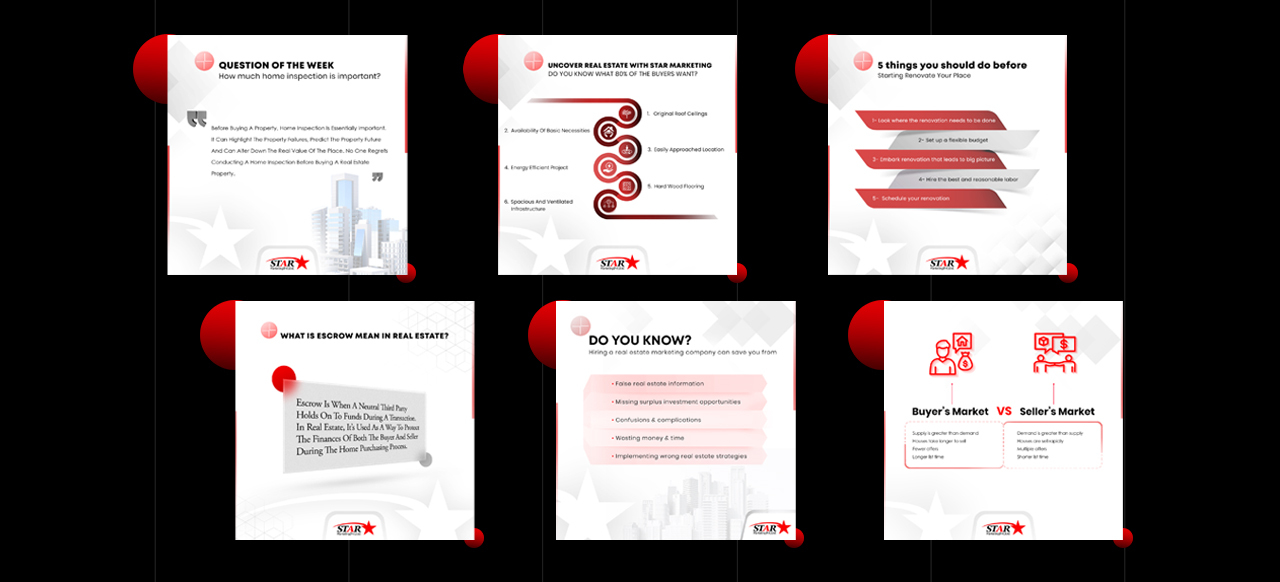 QUESTION OF THE WEEK
How much home inspection is important?
Before Buying A Property, Home Inspection Is Essentially Important.
It Can Highlight The Property Failures, Predict The Property Future
And Can Alter Down The Real Value Of The Place, No One Regrets
Conducting A Home Inspection Before Buying A Real Estate
Property..
STAR
UNCOVER REAL ESTATE WITH STAR MARKETING
DO YOU KNOW WHAT 80% OF THE BUYERS WANT?
1. Original Roof Ceilings
2. Availability Of Basic Necessities
3. Easily Approached Location
4. Energy Efficient Project
5. Hard Wood Flooring
6. Spacious And Ventilated
Infrastructure
STAR
5 things you should do before
Starting Renovate Your Place
1- Look where the renovation needs to be done
2- Set up a flexible budget
3- Embark renovation that leads to big picture
4- Hire the best and reasonable labor
5- Schedule your renovation
STAR
WHAT IS ESCROW MEAN IN REAL ESTATE?
Escrow Is When A Neutral Third Party
Holds On To Funds During A Transaction.
In Real Estate, It's Used As A Way To Protect
The Finances Of Both The Buyer And Seller
During The Home Purchasing Process.
STAR
DO YOU KNOW?
Hiring a real estate marketing company can save you from
• False real estate information
• Missing surplus investment opportunities
• Confusions & complications
• Wasting money & time
• Implementing wrong real estate strategies
STAR
Buyer's Market VS Seller's Market
Supply is greater than demand
Houses take longer to sell
Fewer offers
Longer list time
Demand is greater than supply
Houses are sell rapidly
Multiple offers
Shorter list time
STAR